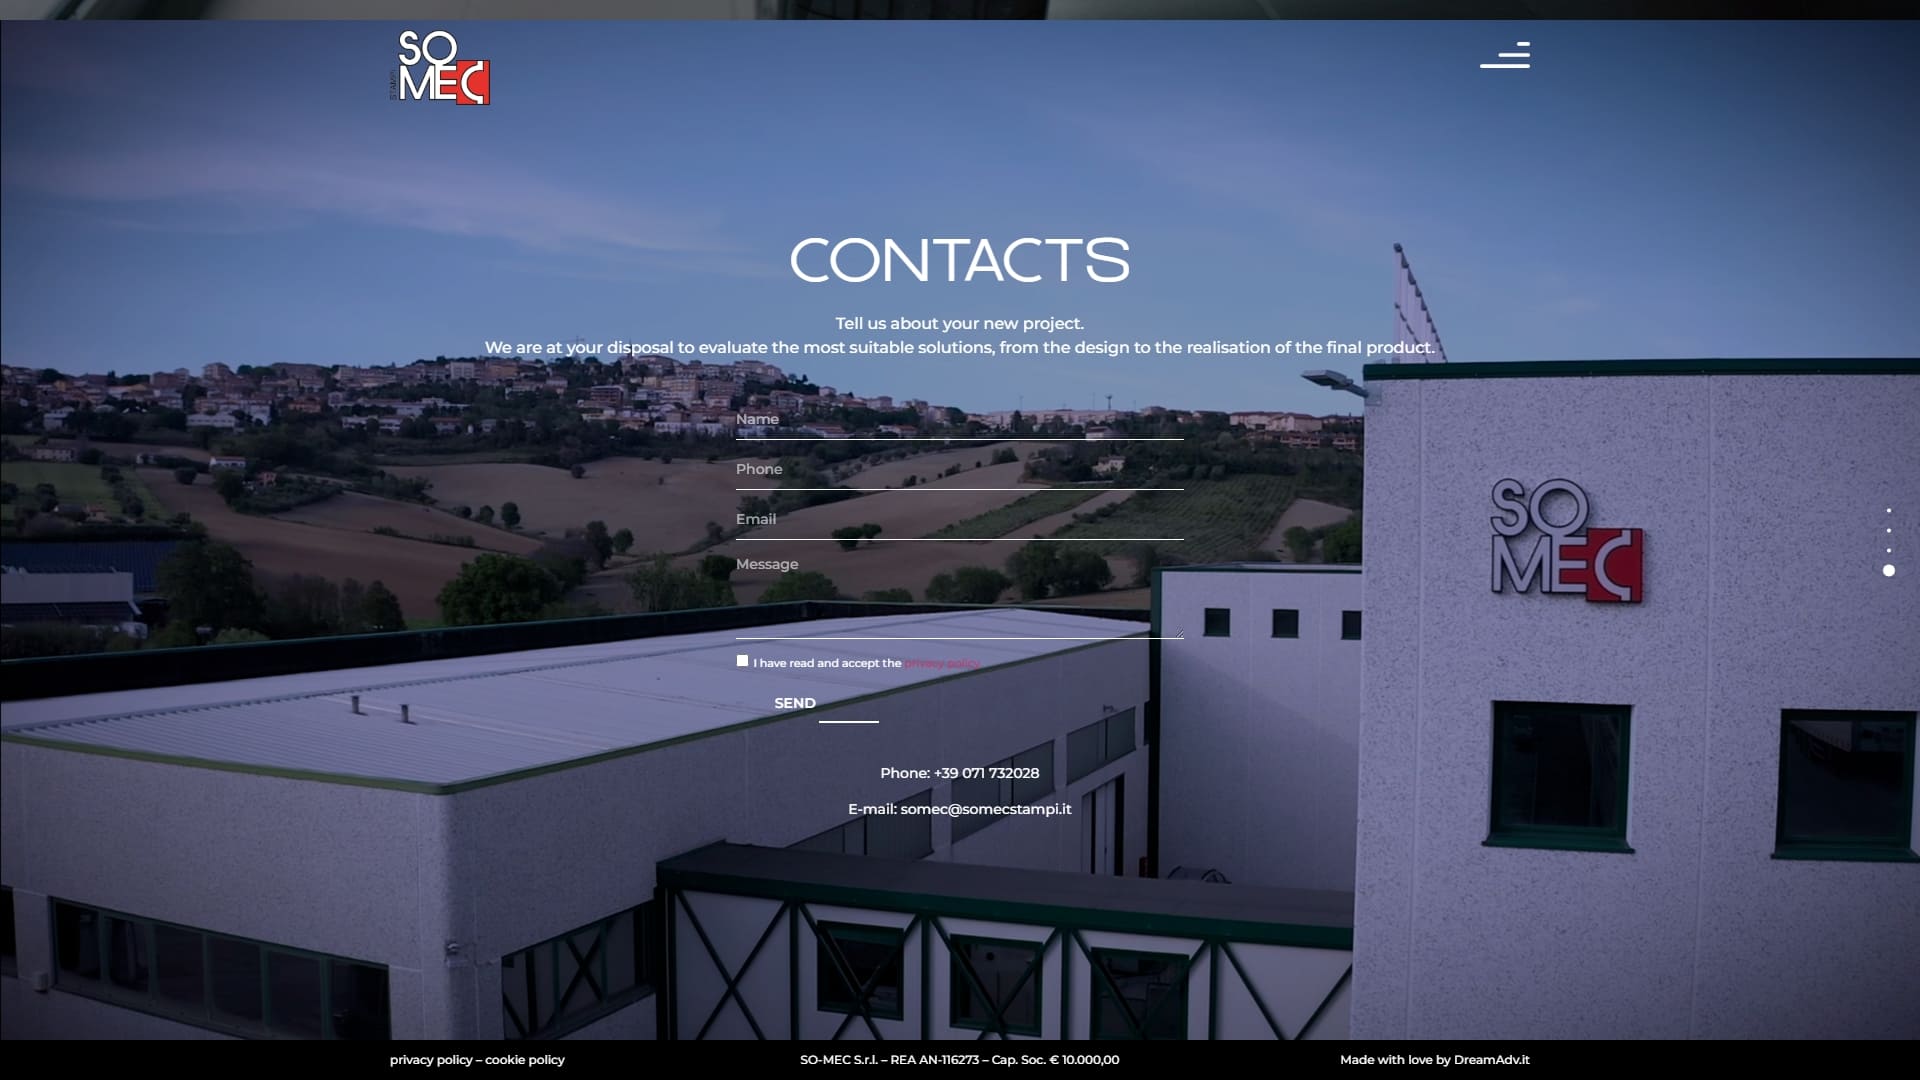 SO
MEC
CONTACTS
Tell us about your new project.
We are at your disposal to evaluate the most suitable solutions, from the design to the realisation of the final product.
Name
Phone
Email
Message
I have read and accept the privacy policy
SEND
Phone: +39 071 732028
E-mail: somec@somecstampi.it
SO
MEC
privacy policy – cookie policy
SO-MEC S.r.l. – REA AN-116273 – Cap. Soc. € 10.000,00
Made with love by DreamAdv.it